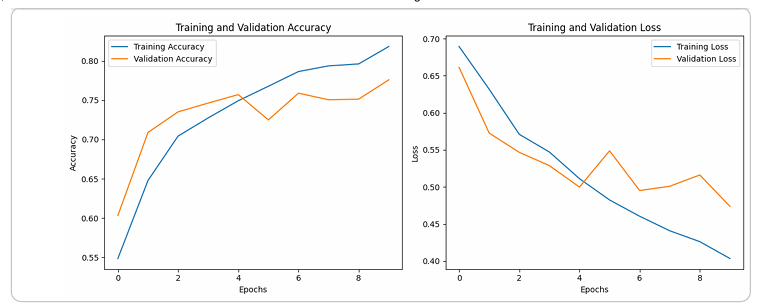 Training and Validation Accuracy
Training Accuracy
Validation Accuracy
Accuracy
0.80
0.75
0.70
0.65
0.60
0.55
0 2 4 6 8
Epochs
Training and Validation Loss
Training Loss
Validation Loss
Loss
0.70
0.65
0.60
0.55
0.50
0.45
0.40
0 2 4 6 8
Epochs